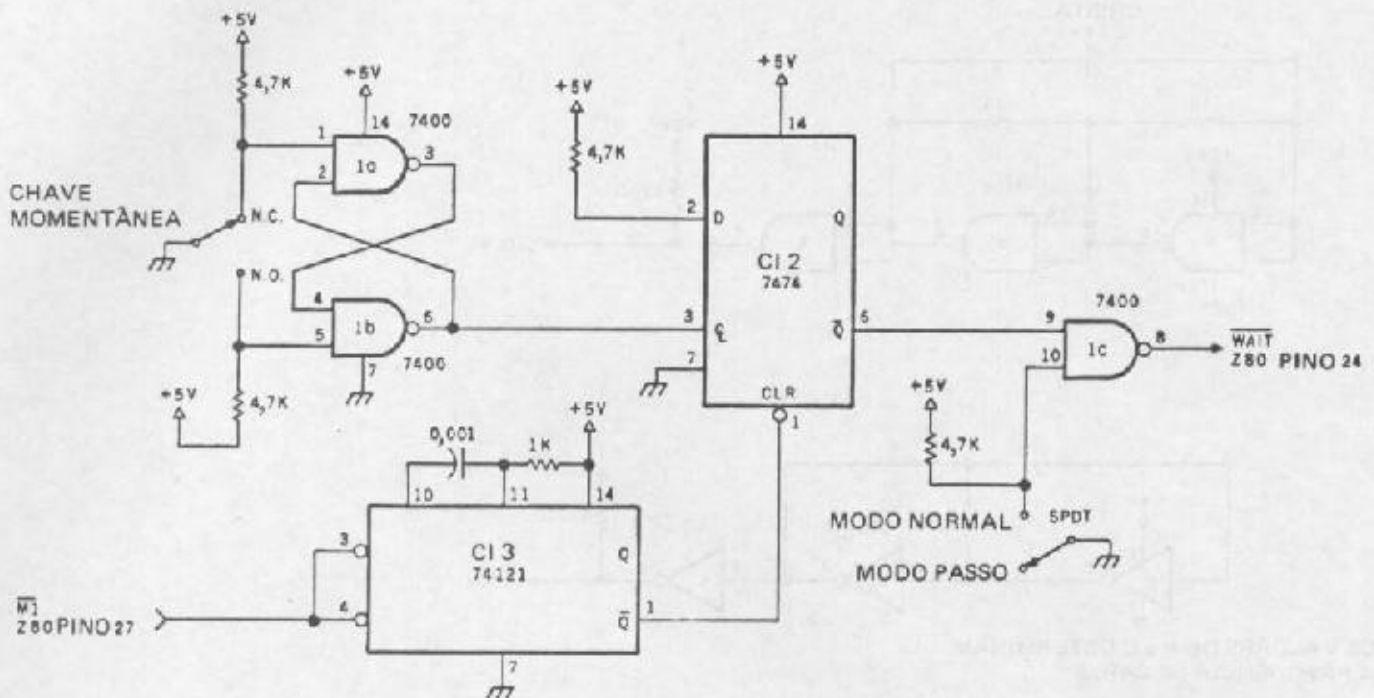 +5V
4,7K
+5V
14
7400
1
1a
3
2
CHAVE
MOMENTÂNEA
N.C.
N.O.
4
1b
6
5
7400
7
+5V
4,7K
+5V
4,7K
+5V
14
2
D
Q
CI 2
7474
3
7
CLR
1
Q
6
7400
9
1c
8
10
WAIT
Z80 PINO 24
+5V
4,7K
MODO NORMAL
SPDT
MODO PASSO
0,001
1K
+5V
10
11
14
3
CI 3
74121
Q
4
Q
1
7
M1
Z80 PINO 27